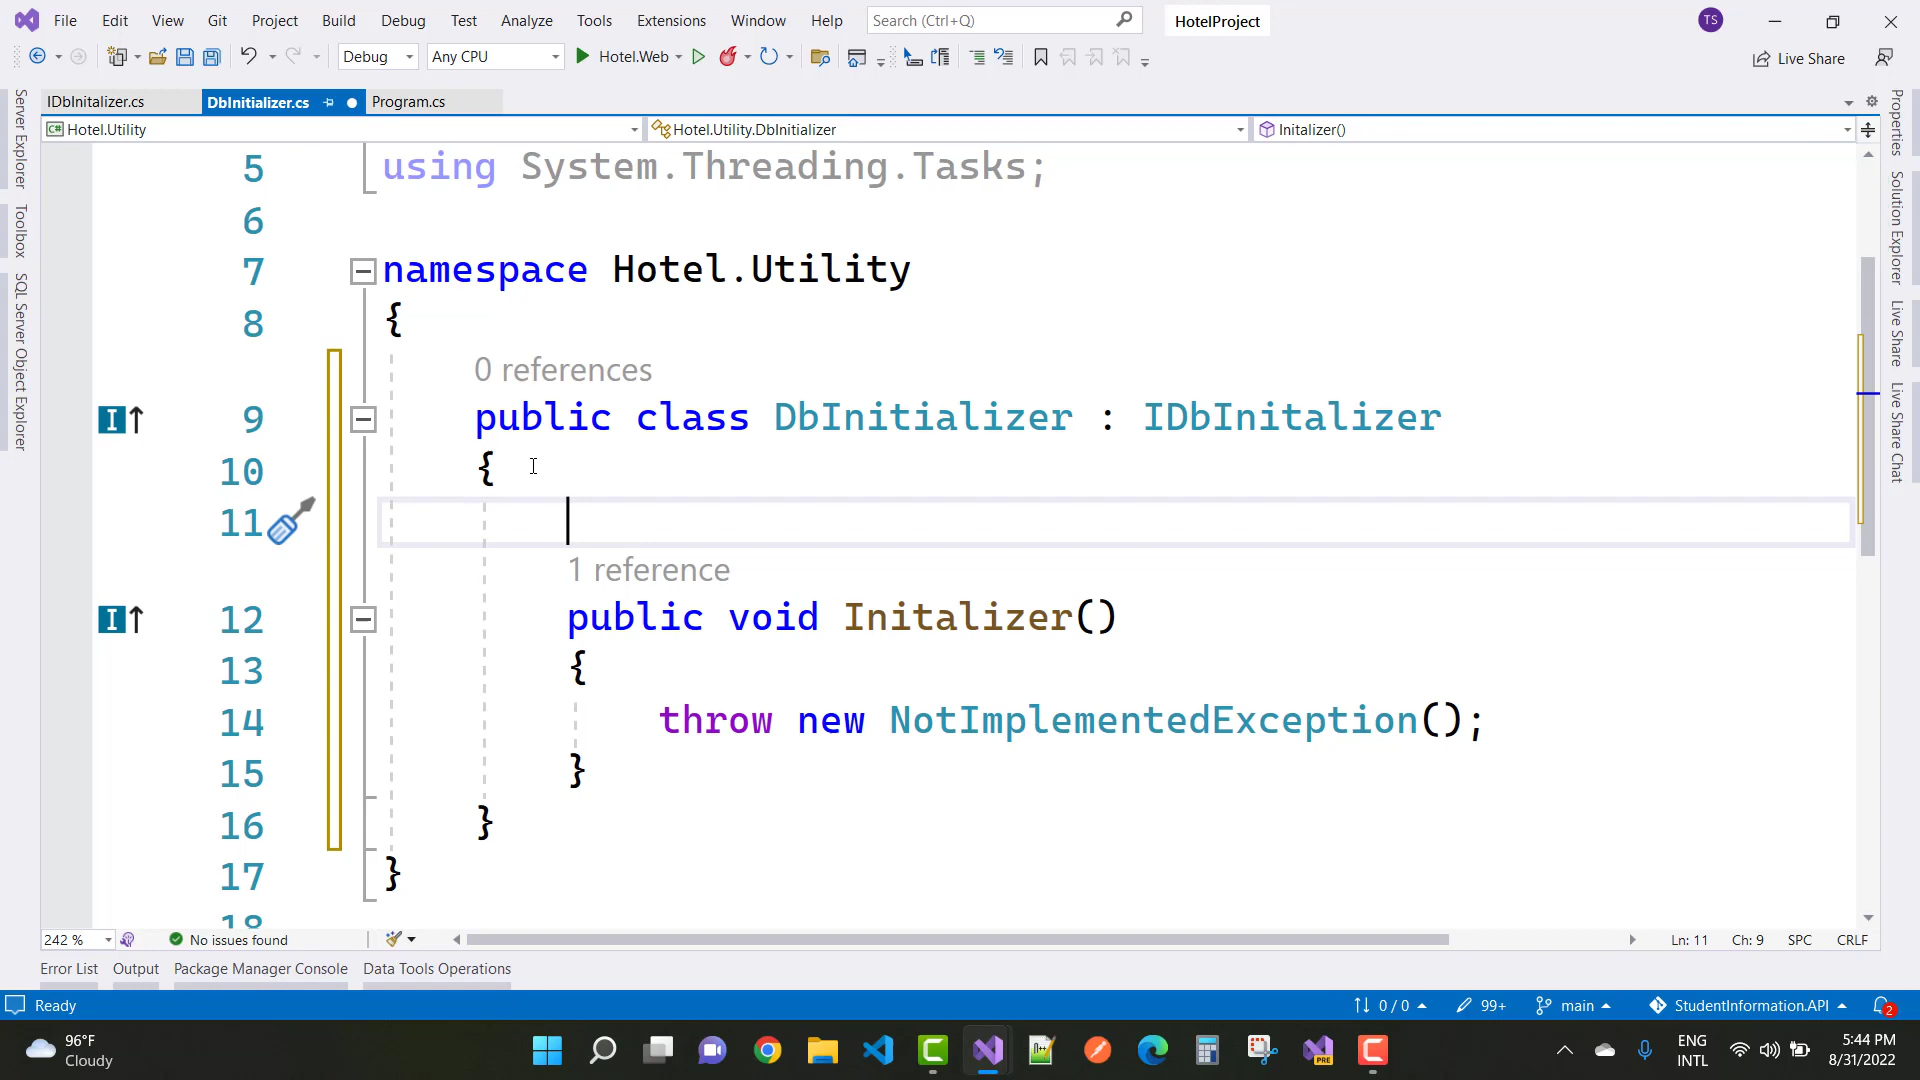 File Edit View Git Project Build Debug Test Analyze Tools Extensions Window Help Search (Ctrl+Q) HotelProject TS
Debug Any CPU Hotel.Web Live Share
IDbInitalizer.cs DbInitializer.cs Program.cs
C# Hotel.Utility Hotel.Utility.DbInitializer Initalizer()
Server Explorer
Toolbox
SQL Server Object Explorer
Properties
Solution Explorer
Live Share
Live Share Chat
5 using System.Threading.Tasks;
6
7 namespace Hotel.Utility
8 {
0 references
9 public class DbInitializer : IDbInitalizer
10 {
11
1 reference
12 public void Initalizer()
13 {
14 throw new NotImplementedException();
15 }
16 }
17 }
18
242 % No issues found Ln: 11 Ch: 9 SPC CRLF
Error List Output Package Manager Console Data Tools Operations
Ready 0 / 0 99+ main StudentInformation.API 2
96°F
Cloudy
ENG
INTL
5:44 PM
8/31/2022